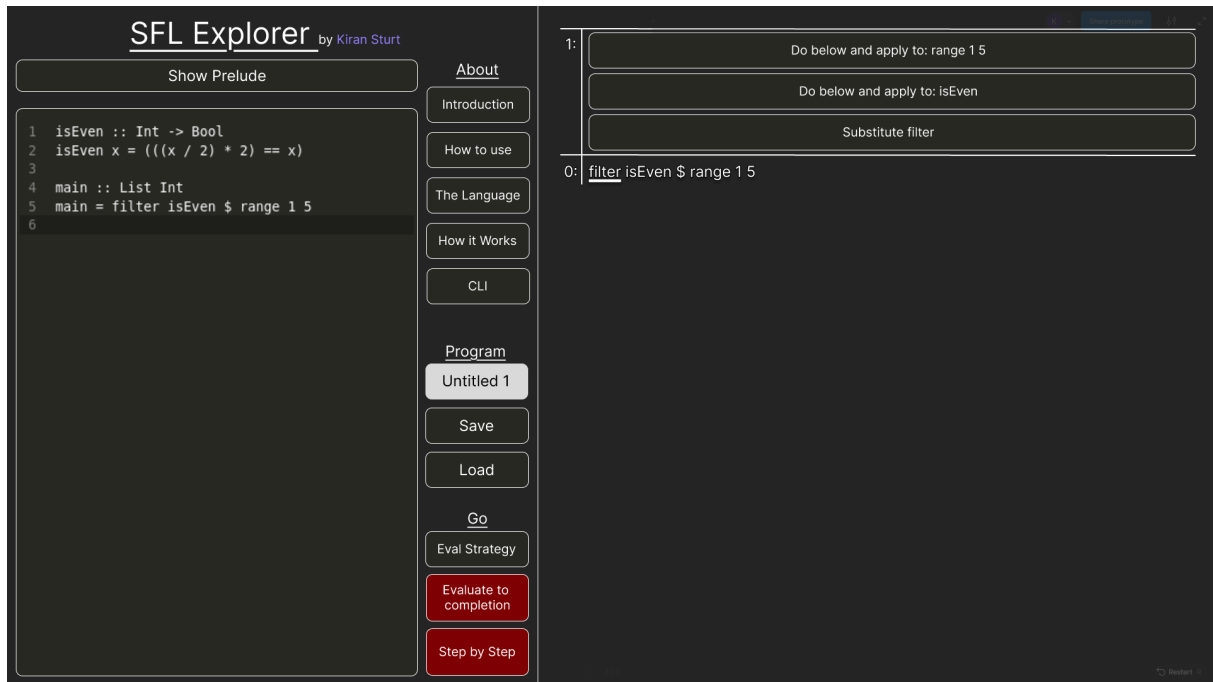 SFL Explorer by Kiran Sturt
Show Prelude
1 isEven :: Int -> Bool
2 isEven x = (((x / 2) * 2) == x)
3
4 main :: List Int
5 main = filter isEven $ range 1 5
6
About
Introduction
How to use
The Language
How it Works
CLI
Program
Untitled 1
Save
Load
Go
Eval Strategy
Evaluate to
completion
Step by Step
K
Share prototype
1:
Do below and apply to: range 1 5
Do below and apply to: isEven
Substitute filter
0: filter isEven $ range 1 5
Restart